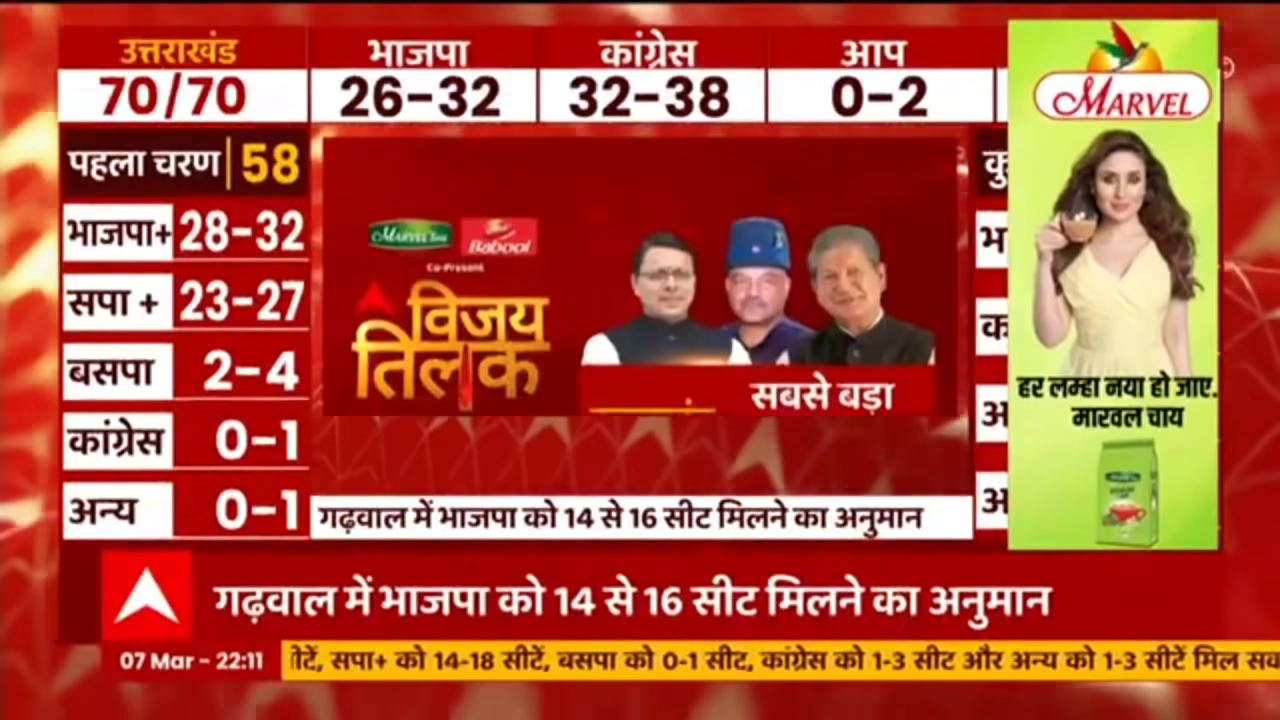 उत्तराखंड
70/70
भाजपा
26-32
कांग्रेस
32-38
आप
0-2
पहला चरण 58
भाजपा+ 28-32
सपा + 23-27
बसपा 2-4
कांग्रेस 0-1
अन्य 0-1
MARVEL Tea
Babool
Co-Present
विजय
तिलक
सबसे बड़ा
गढ़वाल में भाजपा को 14 से 16 सीट मिलने का अनुमान
MARVEL
हर लम्हा नया हो जाए.
मारवल चाय
गढ़वाल में भाजपा को 14 से 16 सीट मिलने का अनुमान
07 Mar - 22:11
सपा+ को 14-18 सीटें, बसपा को 0-1 सीट, कांग्रेस को 1-3 सीट और अन्य को 1-3 सीटें मिल